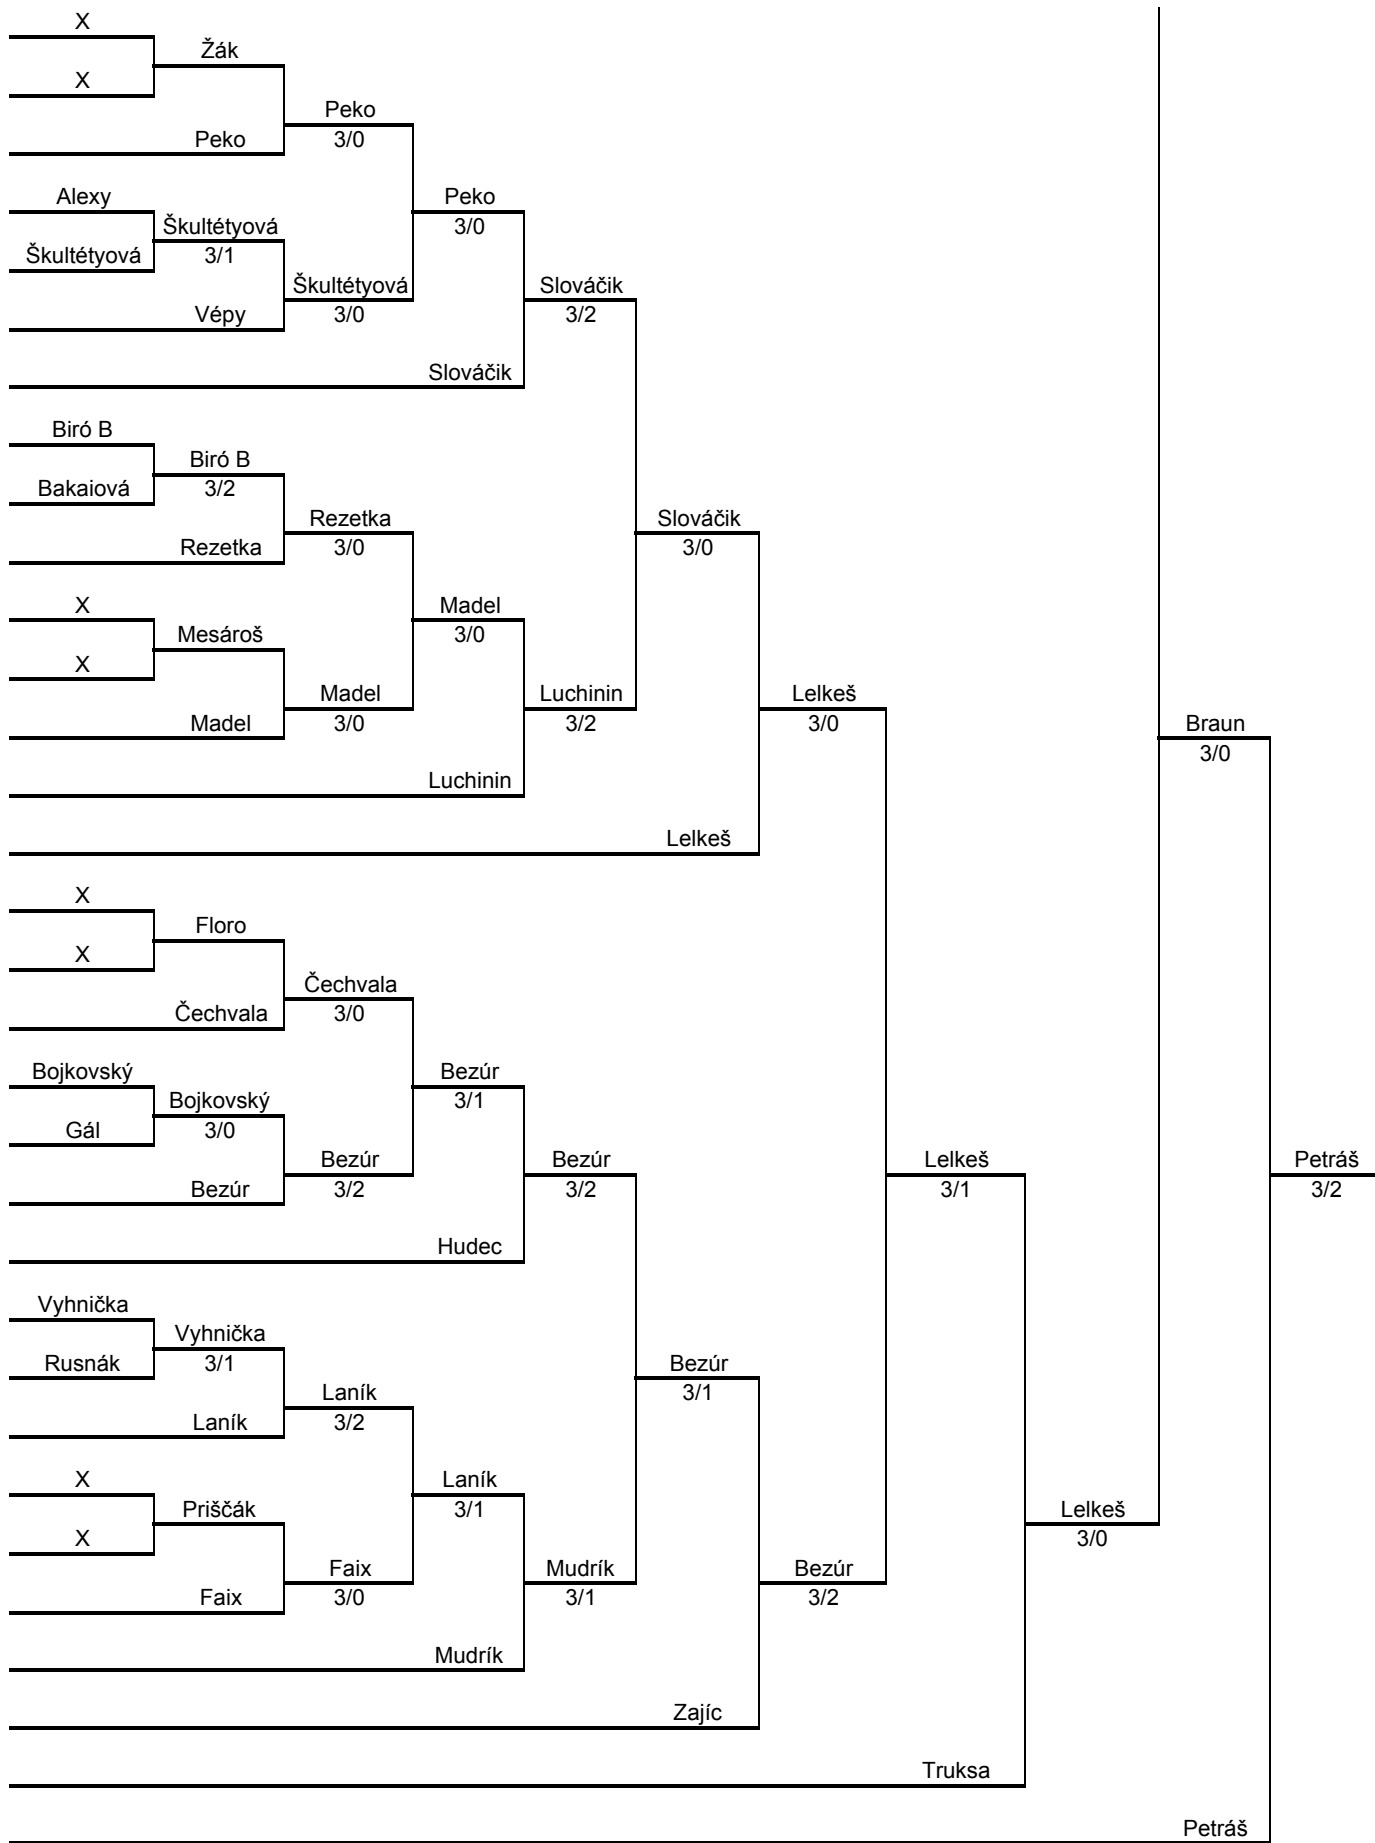 X
Žák
X
Peko
3/0
Peko
Alexy
Peko
Škultétyová
3/0
Škultétyová
3/1
Škultétyová
Slováčik
Vépy
3/0
3/2
Slováčik
Biró B
Biró B
Bakaiová
3/2
Rezetka
Slováčik
Rezetka
3/0
3/0
X
Madel
Mesároš
3/0
X
Madel
Luchinin
Lelkeš
Madel
3/0
3/2
3/0
Braun
3/0
Luchinin
Lelkeš
X
Floro
X
Čechvala
Čechvala
3/0
Bojkovský
Bezúr
Bojkovský
3/1
Gál
3/0
Bezúr
Bezúr
Lelkeš
Petráš
Bezúr
3/2
3/2
3/1
3/2
Hudec
Vyhnička
Vyhnička
Rusnák
3/1
Bezúr
Laník
3/1
Laník
3/2
X
Laník
Priščák
3/1
Lelkeš
X
3/0
Faix
Mudrík
Bezúr
Faix
3/0
3/1
3/2
Mudrík
Zajíc
Truksa
Petráš